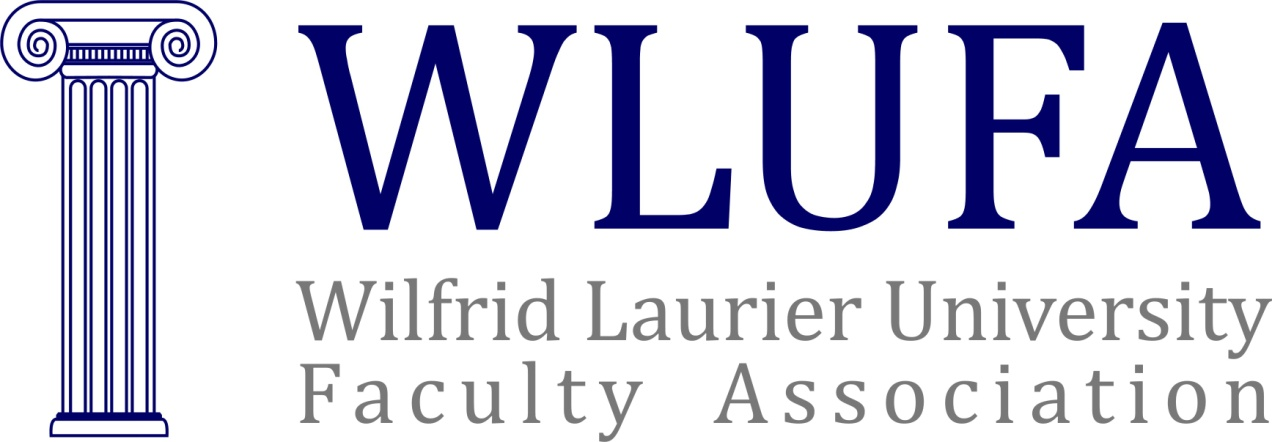 WLUFA
Wilfrid Laurier University
Faculty Association